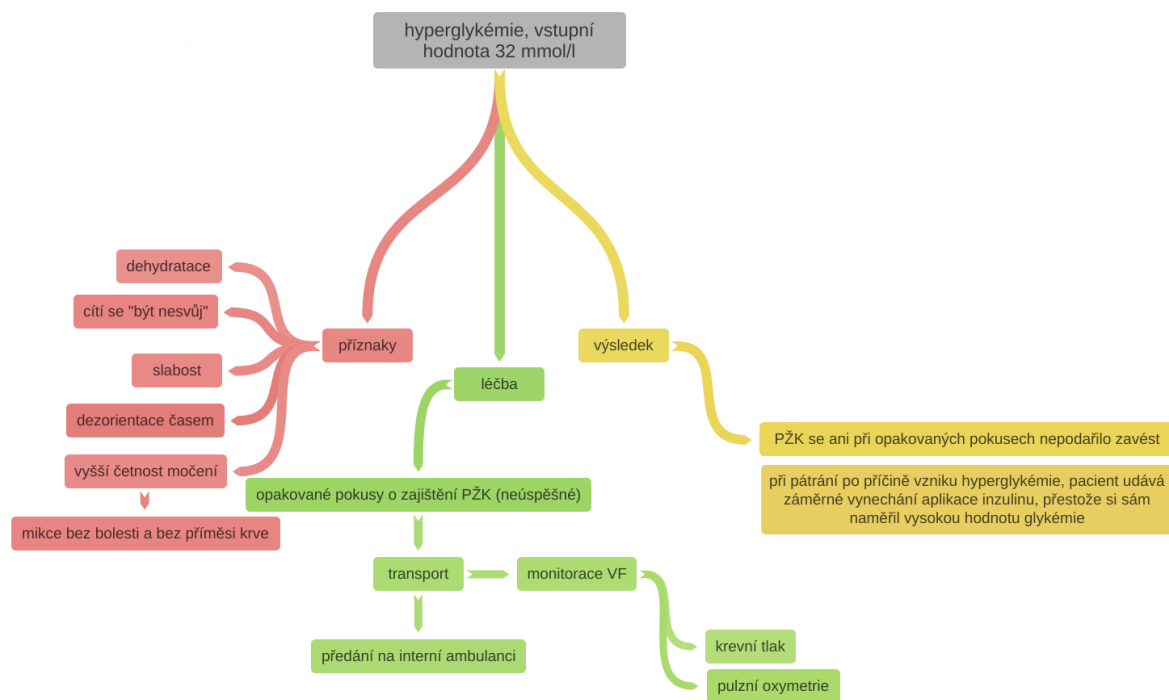 hyperglykémie, vstupní
hodnota 32 mmol/l
dehydratace
cítí se "být nesvůj"
slabost
dezorientace časem
vyšší četnost močení
mikce bez bolesti a bez příměsi krve
příznaky
léčba
výsledek
opakované pokusy o zajištění PŽK (neúspěšné)
transport
monitorace VF
předání na interní ambulanci
krevní tlak
pulzní oxymetrie
PŽK se ani při opakovaných pokusech nepodařilo zavést
při pátrání po příčině vzniku hyperglykémie, pacient udává
záměrné vynechání aplikace inzulinu, přestože si sám
naměřil vysokou hodnotu glykémie